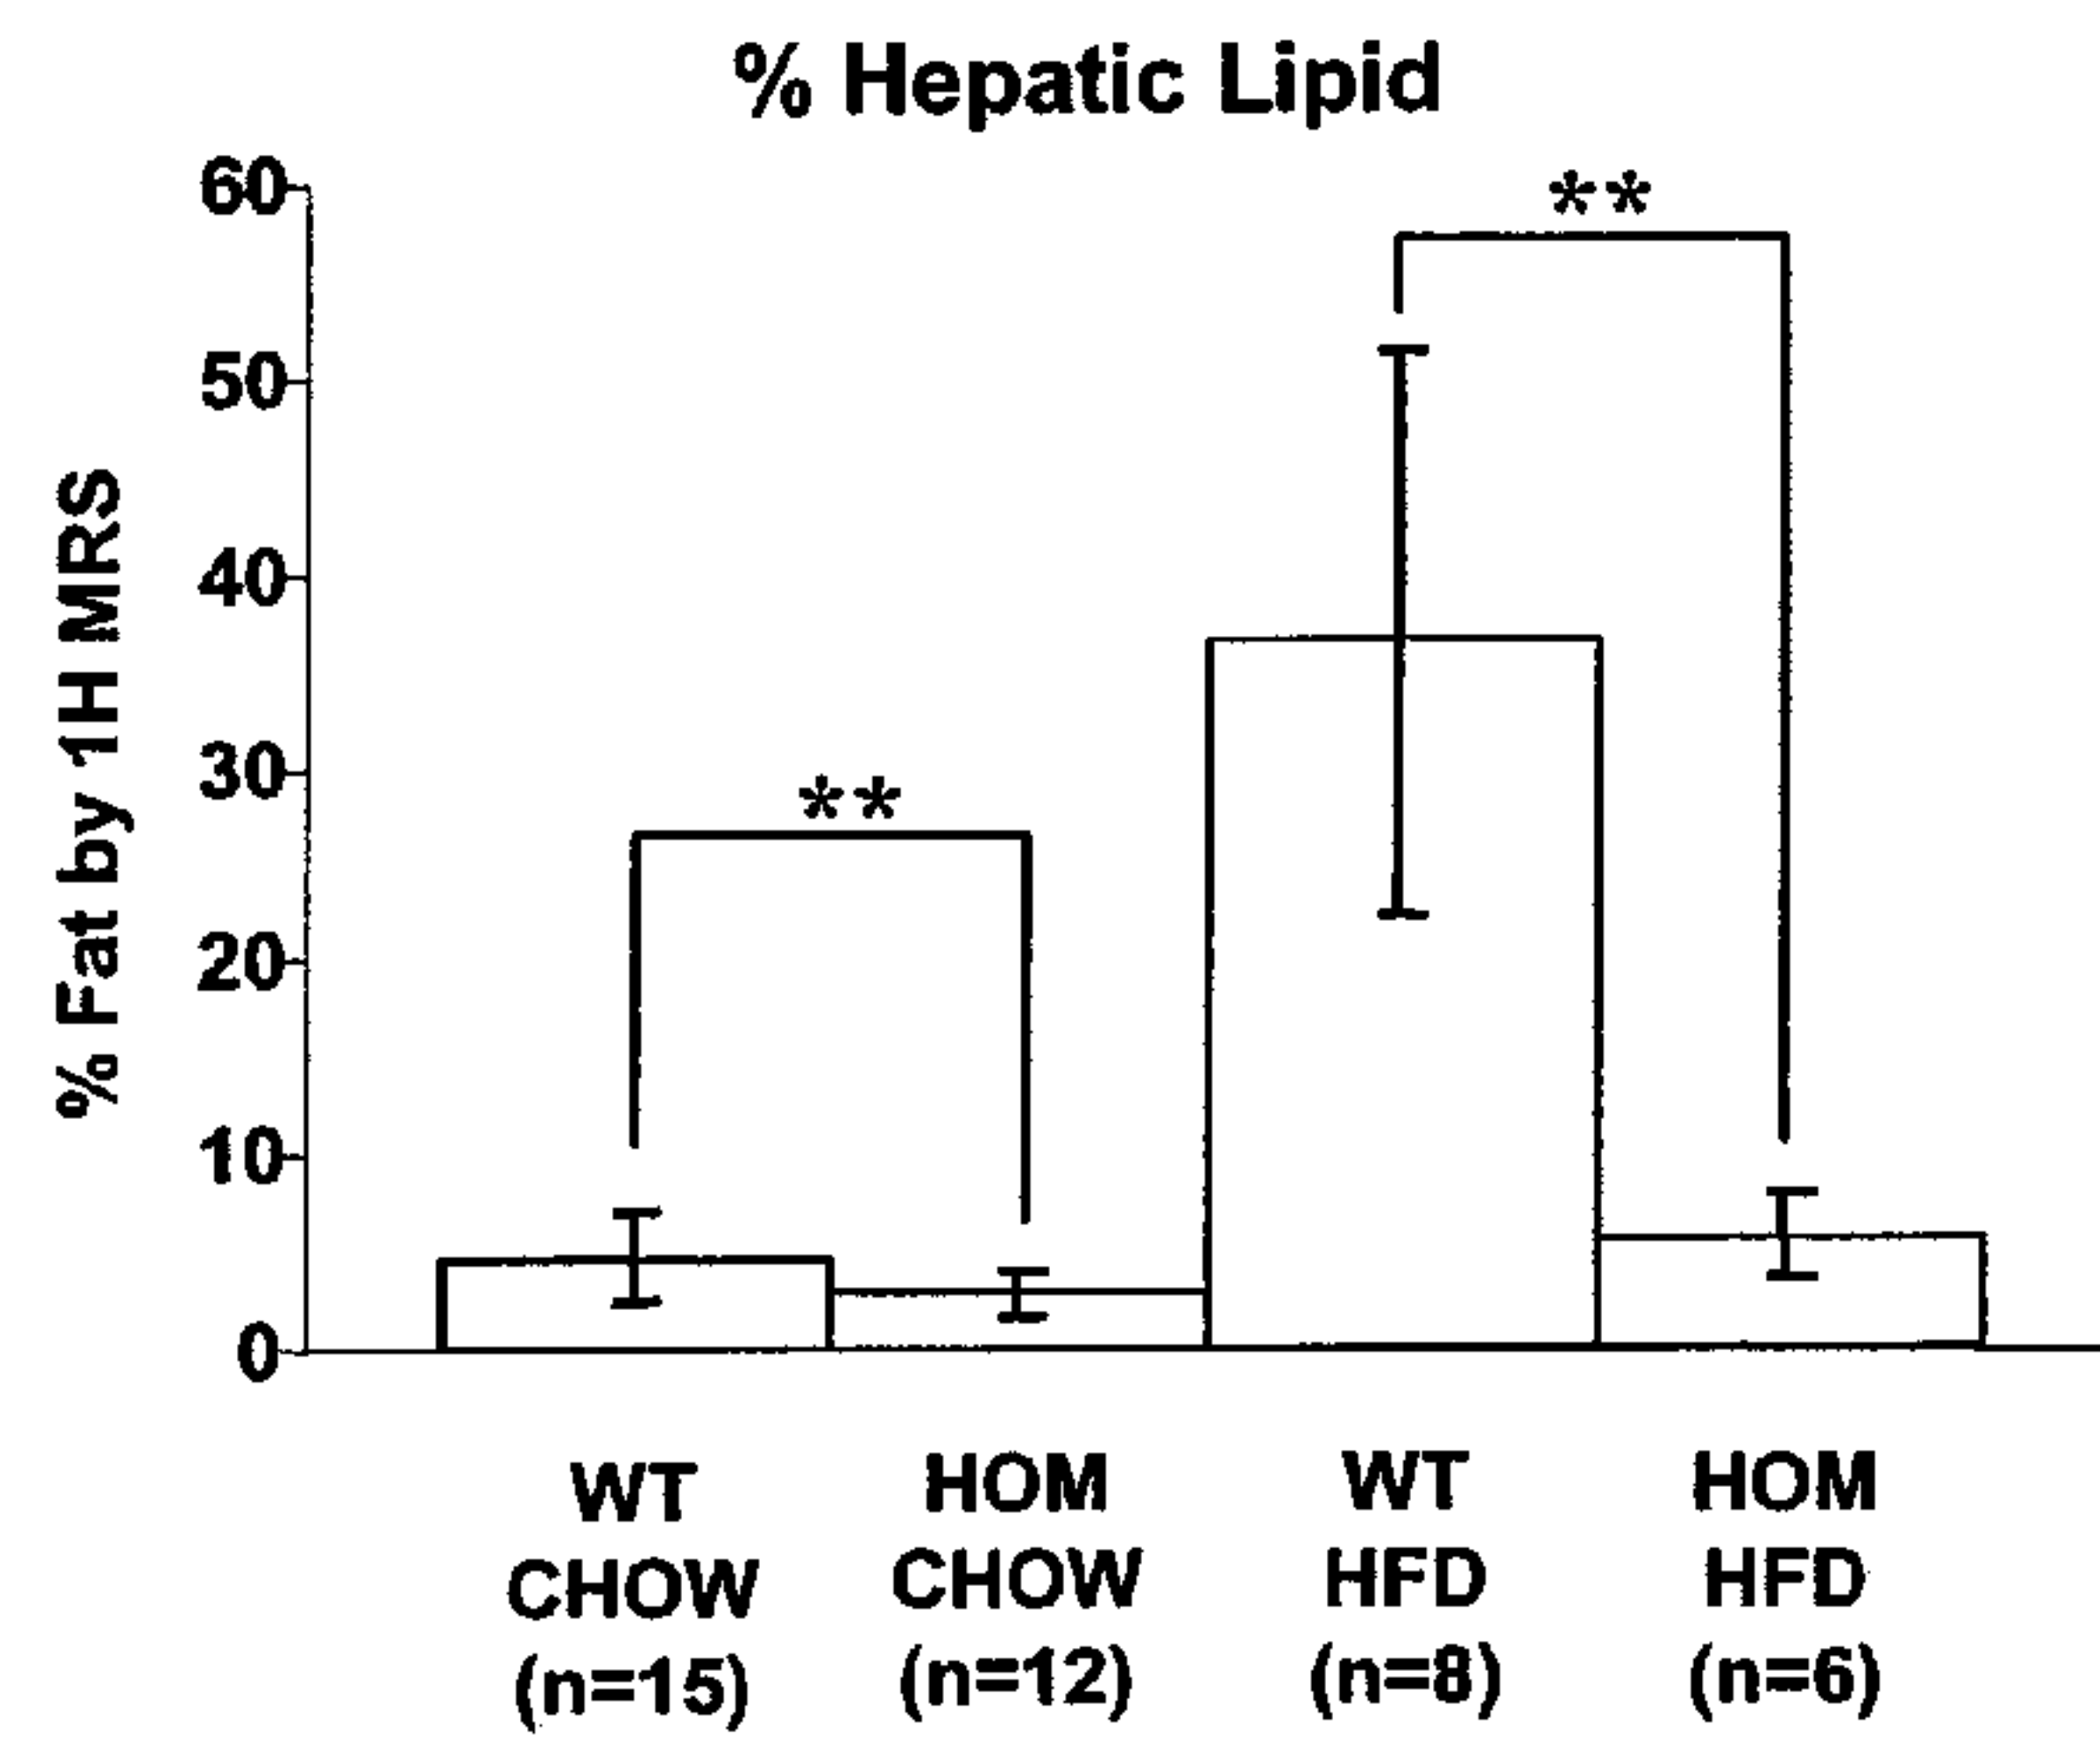 % Hepatic Lipid
% Fat by 1H MRS
60
50
40
30
20
10
0
**
**
WT CHOW (n=15)
HOM CHOW (n=12)
WT HFD (n=8)
HOM HFD (n=6)